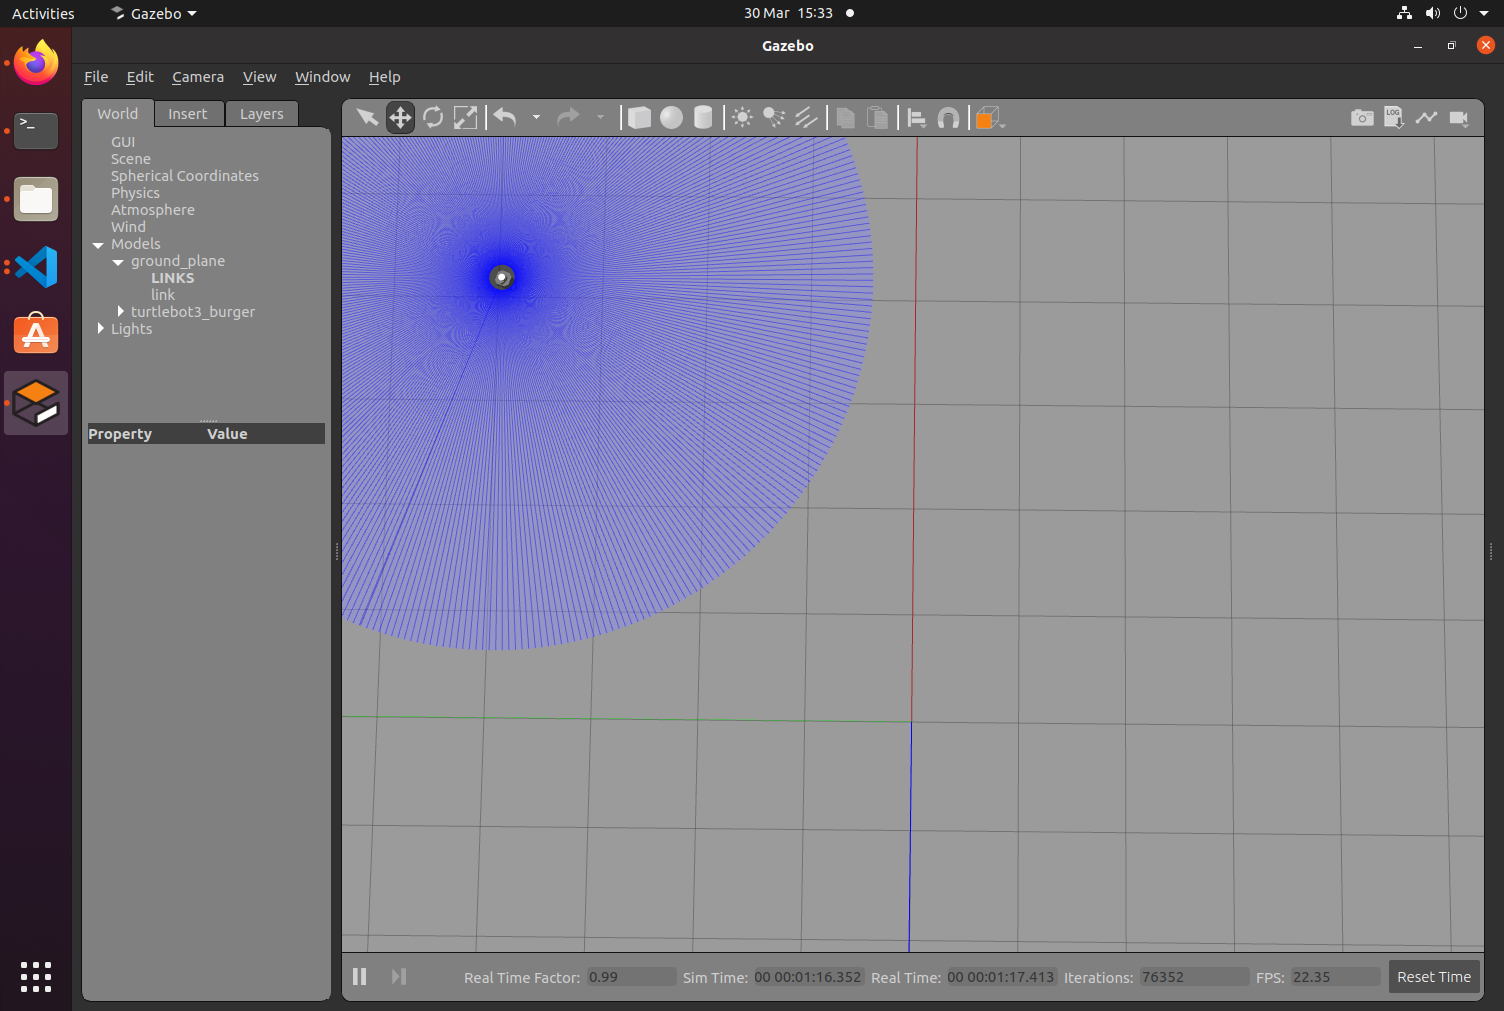 Activities Gazebo 30 Mar 15:33
Gazebo
File Edit Camera View Window Help
World Insert Layers
GUI
Scene
Spherical Coordinates
Physics
Atmosphere
Wind
Models
ground_plane
LINKS
link
turtlebot3_burger
Lights
Property Value
LOG
Real Time Factor: 0.99 Sim Time: 00 00:01:16.352 Real Time: 00 00:01:17.413 Iterations: 76352 FPS: 22.35 Reset Time